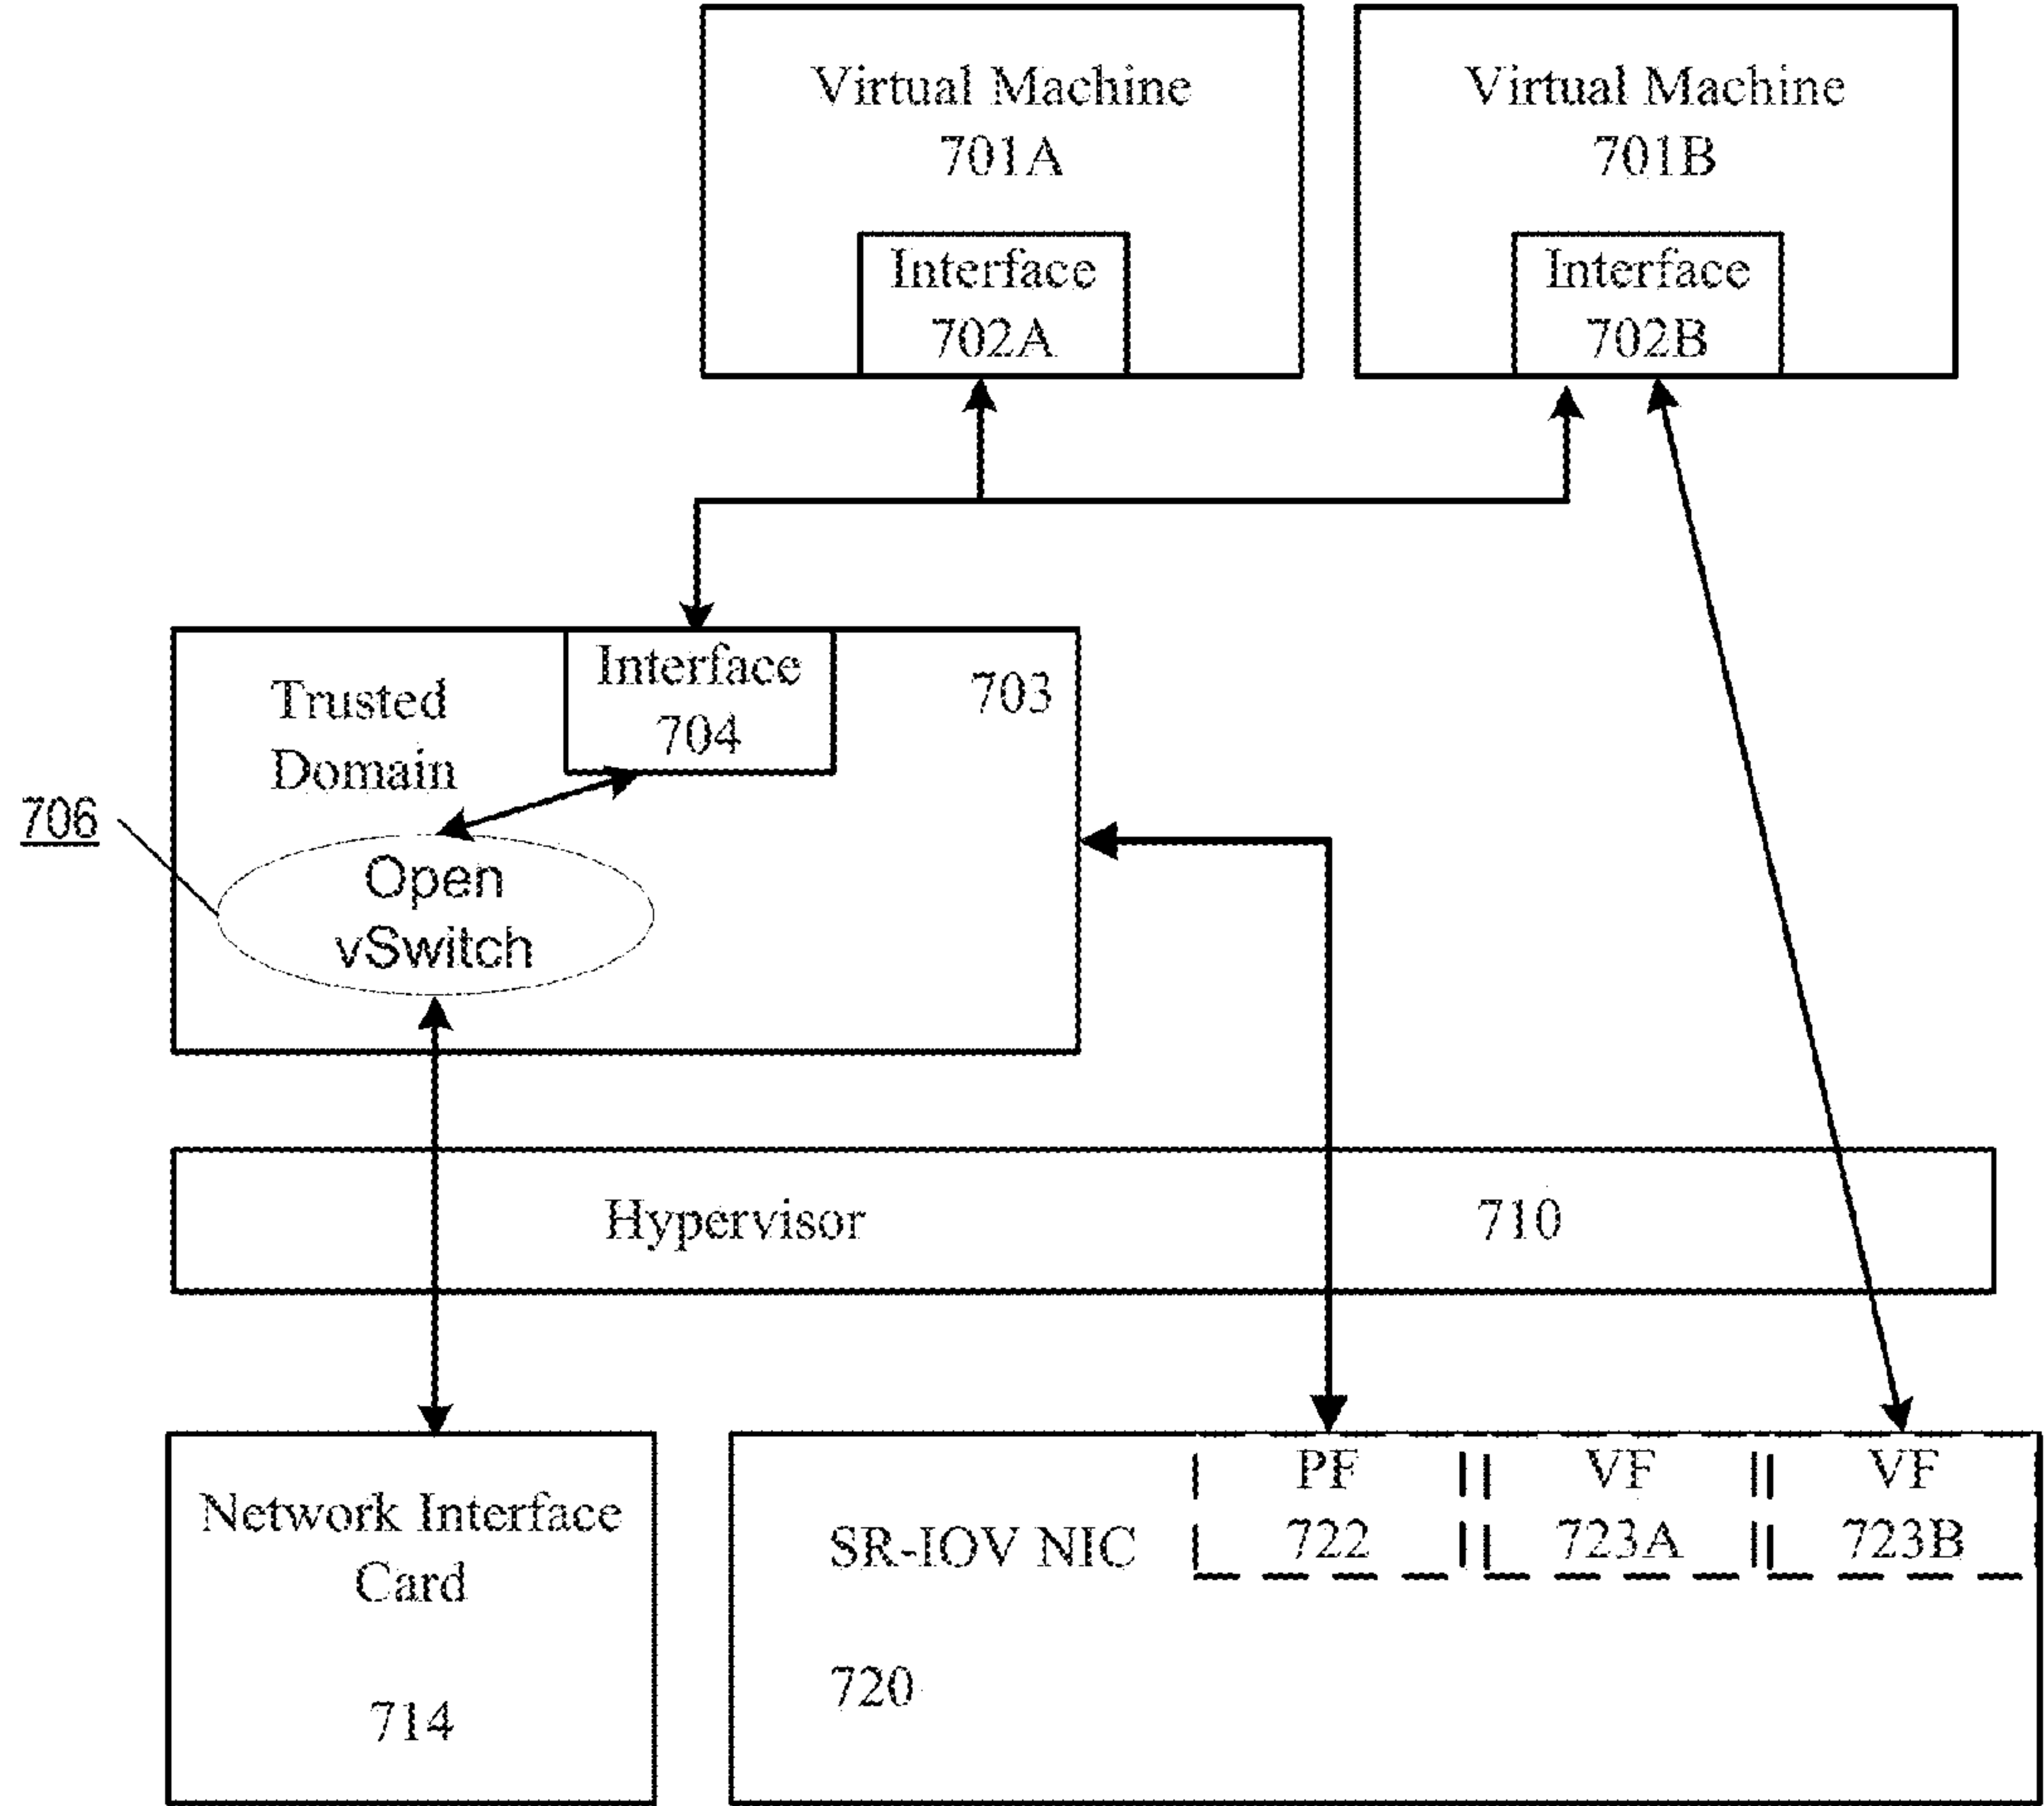 Virtual Machine
701A
Interface
702A
Virtual Machine
701B
Interface
702B
Interface
704
703
Trusted
Domain
706
Open
vSwitch
Hypervisor
710
Network Interface
Card
714
SR-IOV NIC
720
PF
722
VF
723A
VF
723B